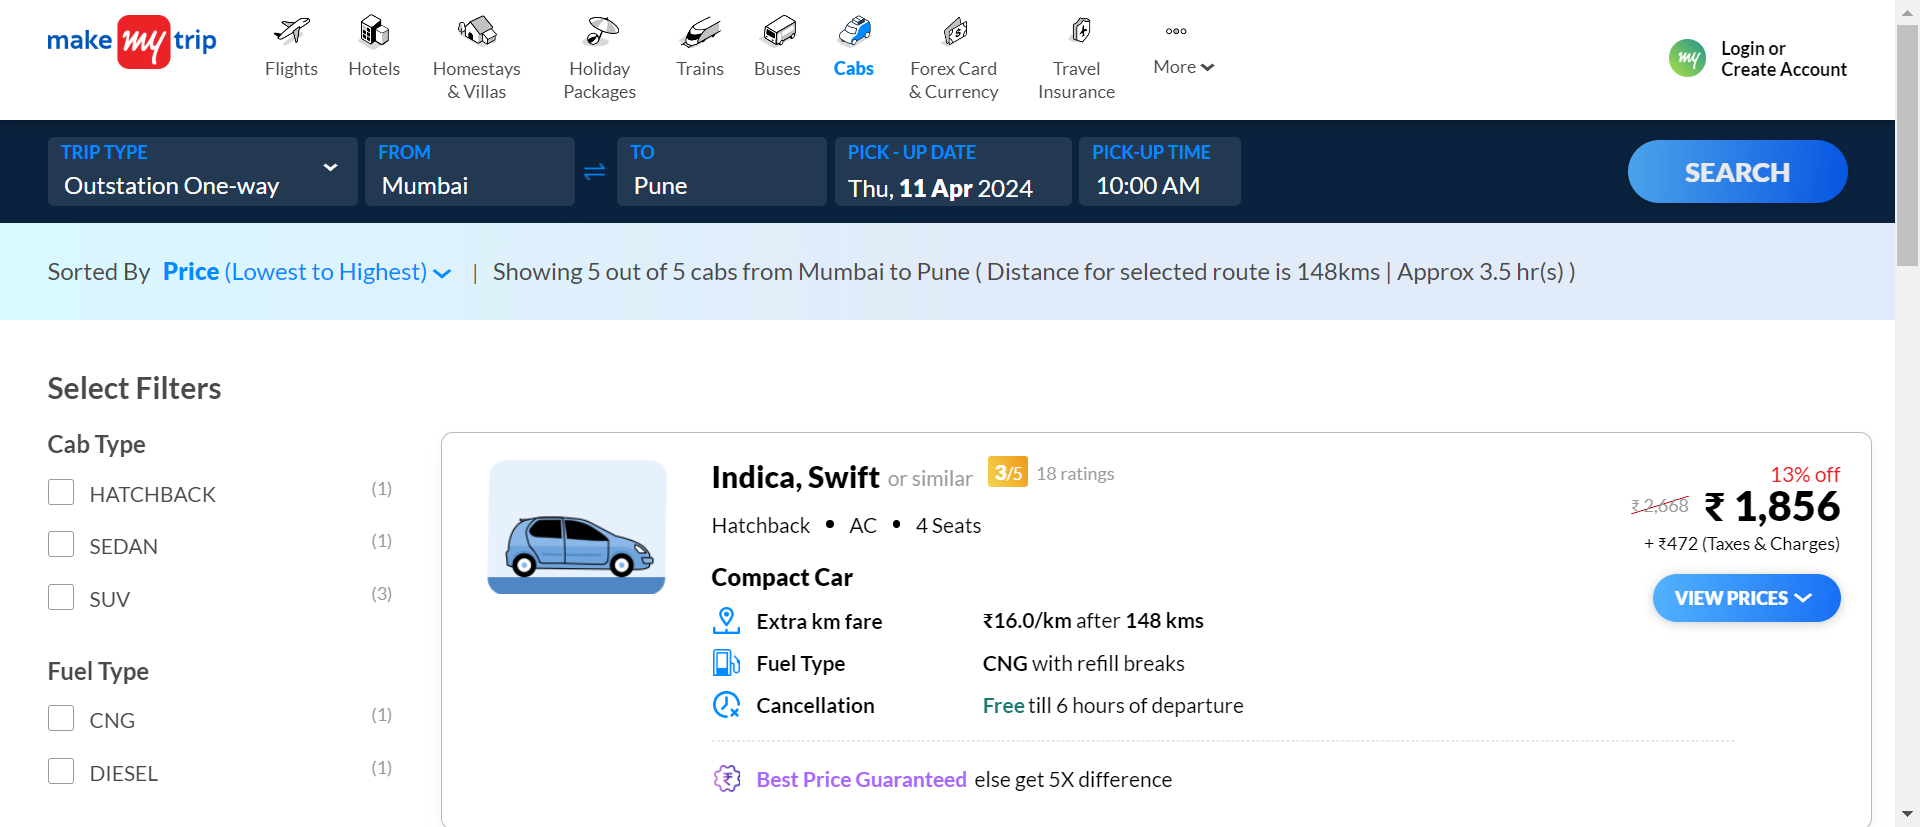 make my trip
Flights
Hotels
Homestays
& Villas
Holiday
Packages
Trains
Buses
Cabs
Forex Card
& Currency
Travel
Insurance
More
my
Login or
Create Account
TRIP TYPE
Outstation One-way
FROM
Mumbai
TO
Pune
PICK - UP DATE
Thu, 11 Apr 2024
PICK-UP TIME
10:00 AM
SEARCH
Sorted By Price (Lowest to Highest) | Showing 5 out of 5 cabs from Mumbai to Pune ( Distance for selected route is 148kms | Approx 3.5 hr(s) )
Select Filters
Cab Type
HATCHBACK (1)
SEDAN (1)
SUV (3)
Fuel Type
CNG (1)
DIESEL (1)
Indica, Swift or similar 3/5 18 ratings
Hatchback • AC • 4 Seats
Compact Car
Extra km fare ₹16.0/km after 148 kms
Fuel Type CNG with refill breaks
Cancellation Free till 6 hours of departure
Best Price Guaranteed else get 5X difference
13% off
₹ 2,668 ₹ 1,856
+ ₹472 (Taxes & Charges)
VIEW PRICES